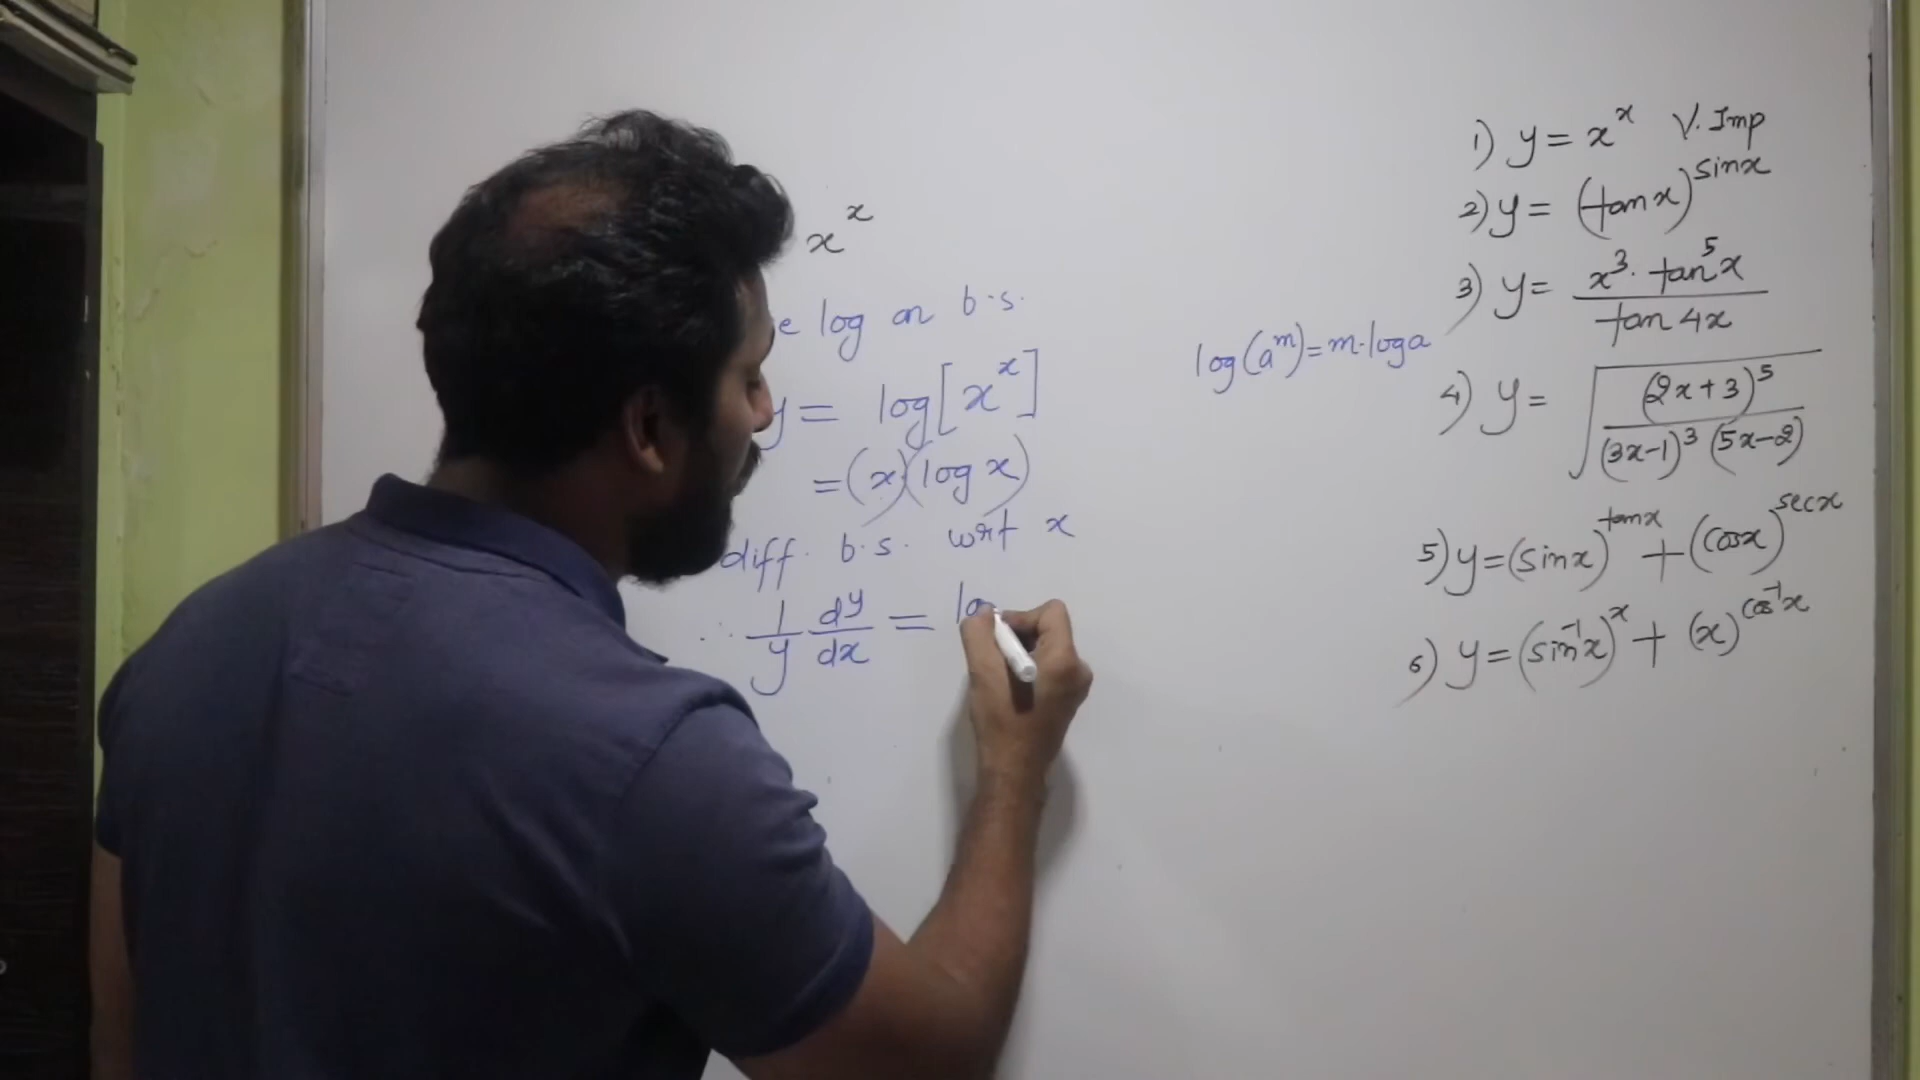 x^x
log on b.s.
y = log[x^x]
= (x)(log x)
diff. b.s. wrt x
∴ 1/y dy/dx = lo
log(a^m) = m·log a
1) y = x^x V. Imp
2) y = (tan x)^sin x
3) y = x^3 · tan^5 x / tan 4x
4) y = √((2x+3)^5 / (3x-1)^3 (5x-2))
5) y = (sin x)^tan x + (cos x)^sec x
6) y = (sin^-1 x)^x + (x)^cos^-1 x